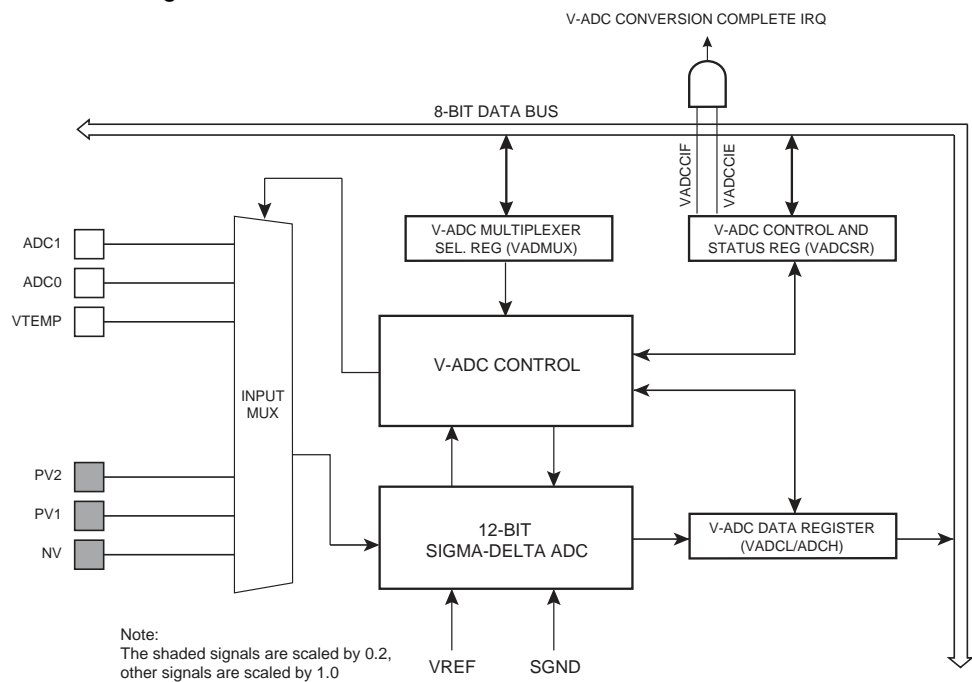 V-ADC CONVERSION COMPLETE IRQ
8-BIT DATA BUS
VADCCIF
VADCCIE
V-ADC MULTIPLEXER
SEL. REG (VADMUX)
V-ADC CONTROL AND
STATUS REG (VADCSR)
ADC1
ADC0
VTEMP
V-ADC CONTROL
INPUT
MUX
PV2
PV1
NV
12-BIT
SIGMA-DELTA ADC
V-ADC DATA REGISTER
(VADCL/ADCH)
Note:
The shaded signals are scaled by 0.2,
other signals are scaled by 1.0
VREF
SGND